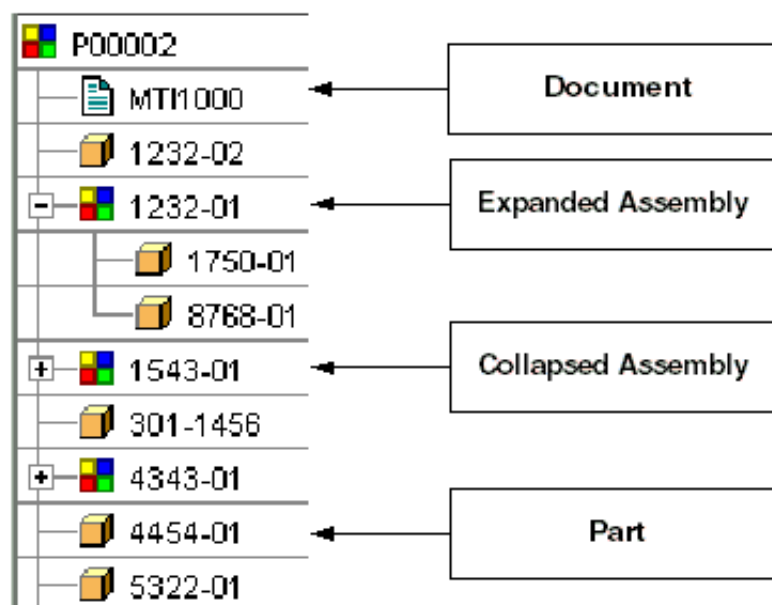 P00002
MTI1000
Document
1232-02
1232-01
Expanded Assembly
1750-01
8768-01
1543-01
Collapsed Assembly
301-1456
4343-01
4454-01
Part
5322-01